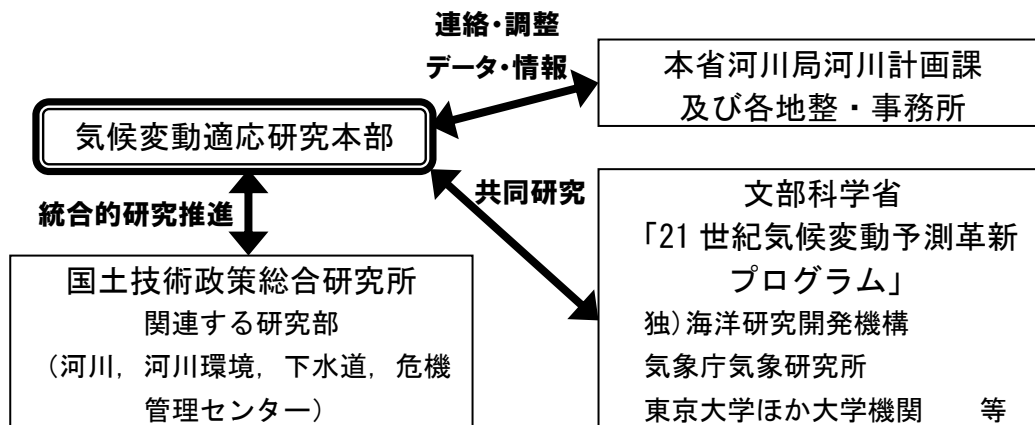 連絡・調整
データ・情報
本省河川局河川計画課
及び各地整・事務所
気候変動適応研究本部
統合的研究推進
共同研究
国土技術政策総合研究所
関連する研究部
(河川, 河川環境, 下水道, 危機
管理センター)
文部科学省
「21 世紀気候変動予測革新
プログラム」
独)海洋研究開発機構
気象庁気象研究所
東京大学ほか大学機関　等